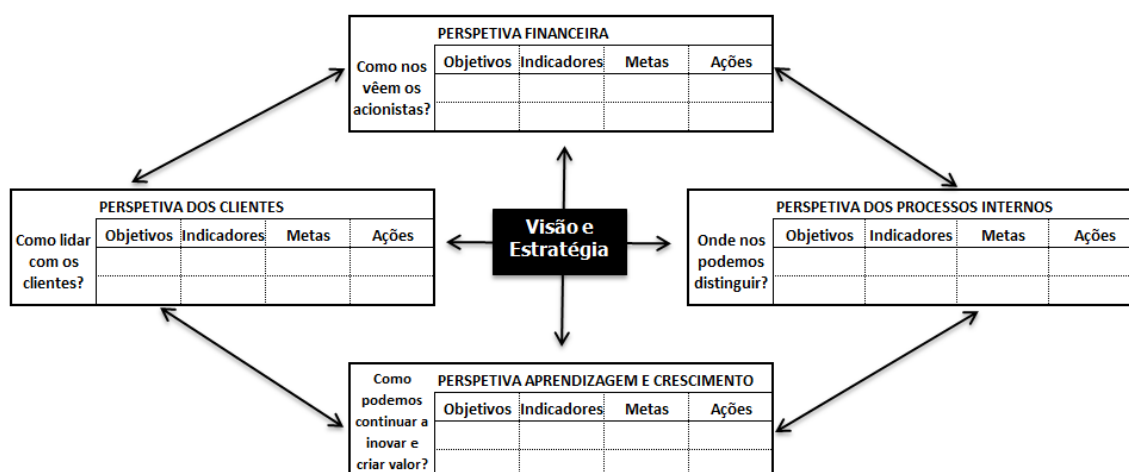 PERSPETIVA FINANCEIRA
Como nos
vêem os
acionistas?
Objetivos Indicadores Metas Ações
PERSPETIVA DOS CLIENTES
Como lidar
com os
clientes?
Objetivos Indicadores Metas Ações
Visão e
Estratégia
PERSPETIVA DOS PROCESSOS INTERNOS
Onde nos
podemos
distinguir?
Objetivos Indicadores Metas Ações
PERSPETIVA APRENDIZAGEM E CRESCIMENTO
Como
podemos
continuar a
inovar e
criar valor?
Objetivos Indicadores Metas Ações